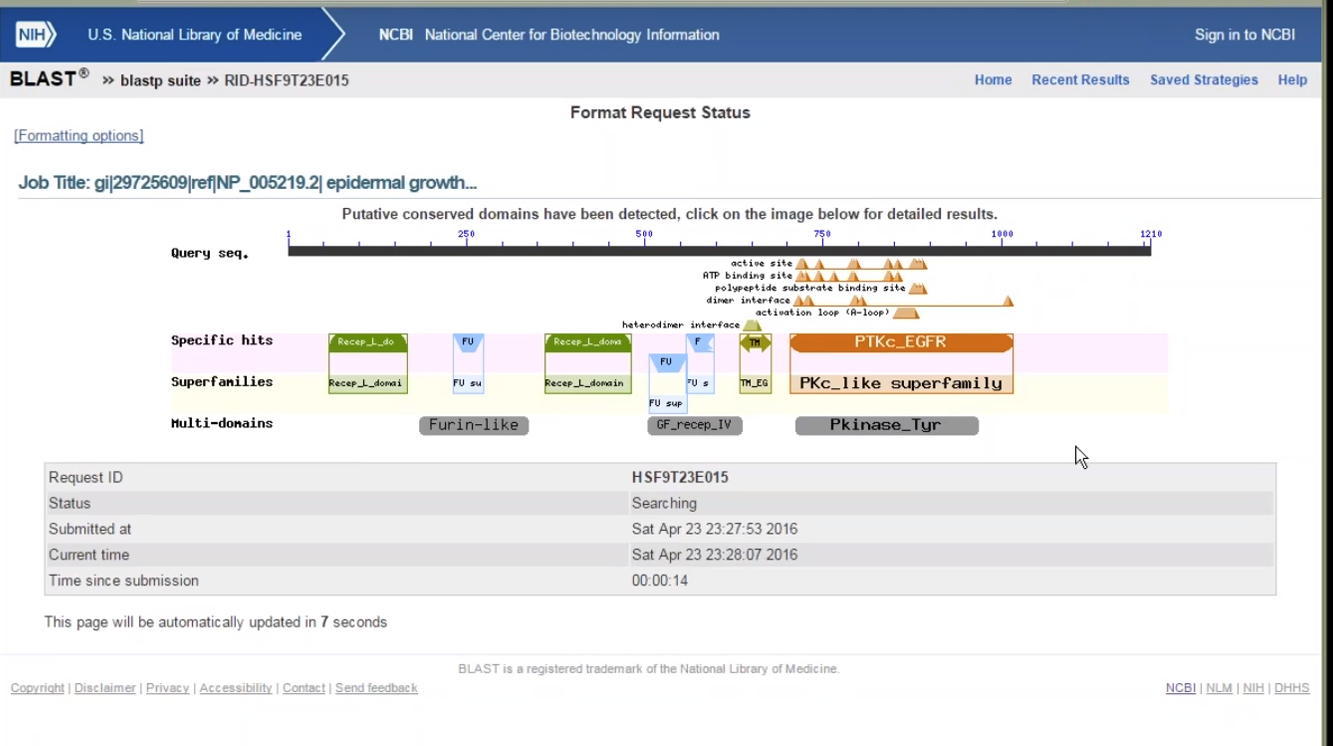 NIH U.S. National Library of Medicine NCBI National Center for Biotechnology Information Sign in to NCBI
BLAST® >> blastp suite >> RID-HSF9T23E015 Home Recent Results Saved Strategies Help
Format Request Status
[Formatting options]
Job Title: gi|29725609|ref|NP_005219.2| epidermal growth...
Putative conserved domains have been detected, click on the image below for detailed results.
1 250 500 750 1000 1210
Query seq.
active site
ATP binding site
polypeptide substrate binding site
dimer interface
activation loop (A-loop)
heterodimer interface
Specific hits Recep_L_do FU Recep_L_doma F TM PTKc_EGFR
FU
Superfamilies Recep_L_domai FU su Recep_L_domain FU s TM_EG PKc_like superfamily
FU sup
Multi-domains Furin-like GF_recep_IV Pkinase_Tyr
Request ID HSF9T23E015
Status Searching
Submitted at Sat Apr 23 23:27:53 2016
Current time Sat Apr 23 23:28:07 2016
Time since submission 00:00:14
This page will be automatically updated in 7 seconds
BLAST is a registered trademark of the National Library of Medicine.
Copyright | Disclaimer | Privacy | Accessibility | Contact | Send feedback NCBI | NLM | NIH | DHHS